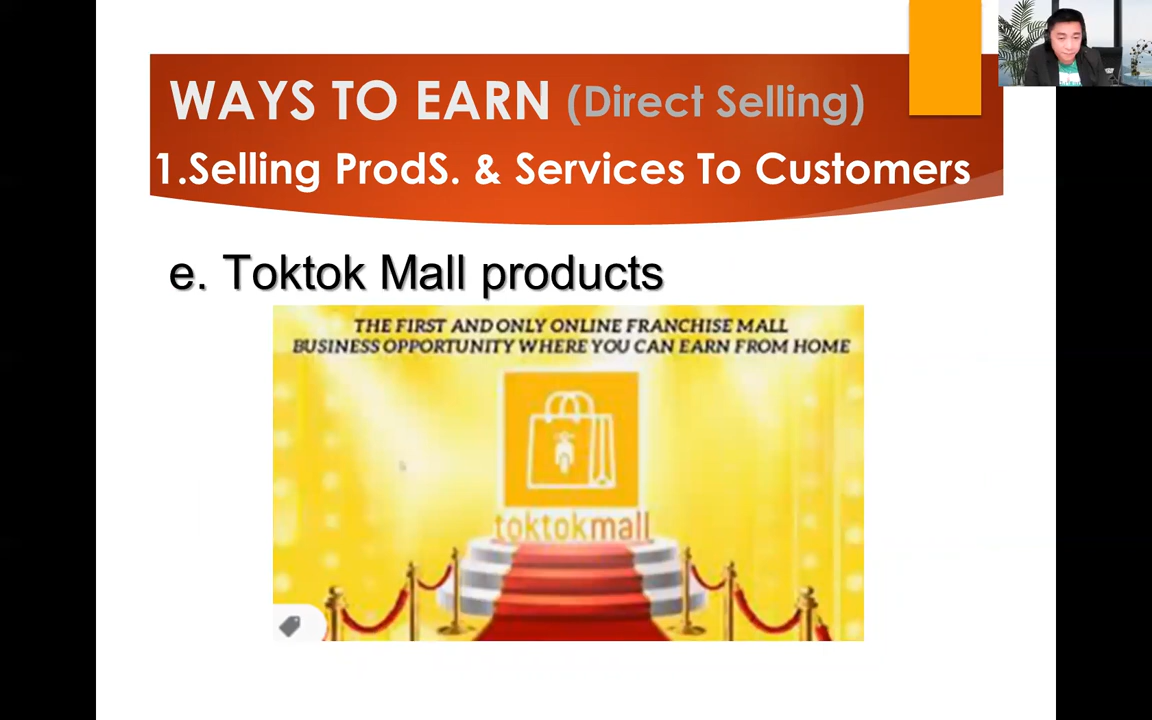 WAYS TO EARN (Direct Selling)
1.Selling ProdS. & Services To Customers
e. Toktok Mall products
THE FIRST AND ONLY ONLINE FRANCHISE MALL
BUSINESS OPPORTUNITY WHERE YOU CAN EARN FROM HOME
toktokmall